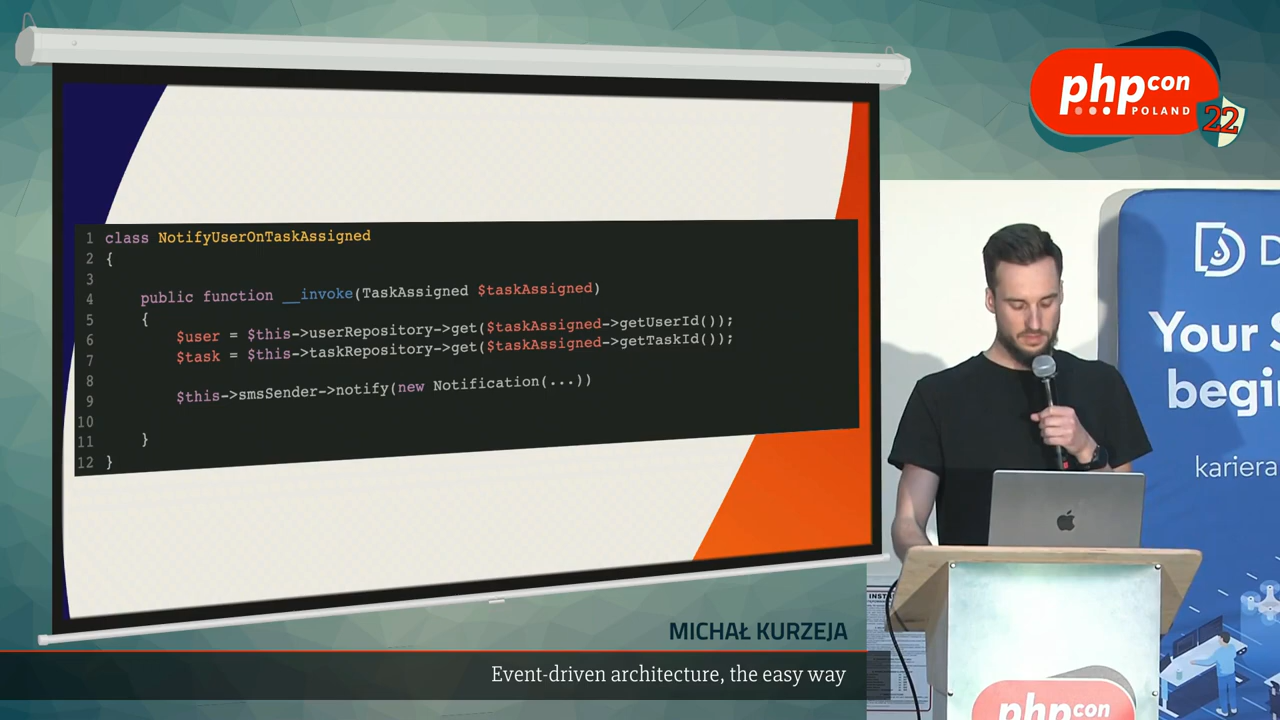 php con
POLAND
22
1 class NotifyUserOnTaskAssigned
2 {
3
4 public function __invoke(TaskAssigned $taskAssigned)
5 {
6 $user = $this->userRepository->get($taskAssigned->getUserId());
7 $task = $this->taskRepository->get($taskAssigned->getTaskId());
8
9 $this->smsSender->notify(new Notification(...))
10
11 }
12 }
D
Your S
begi
kariera
INST
MICHAŁ KURZEJA
Event-driven architecture, the easy way
php con